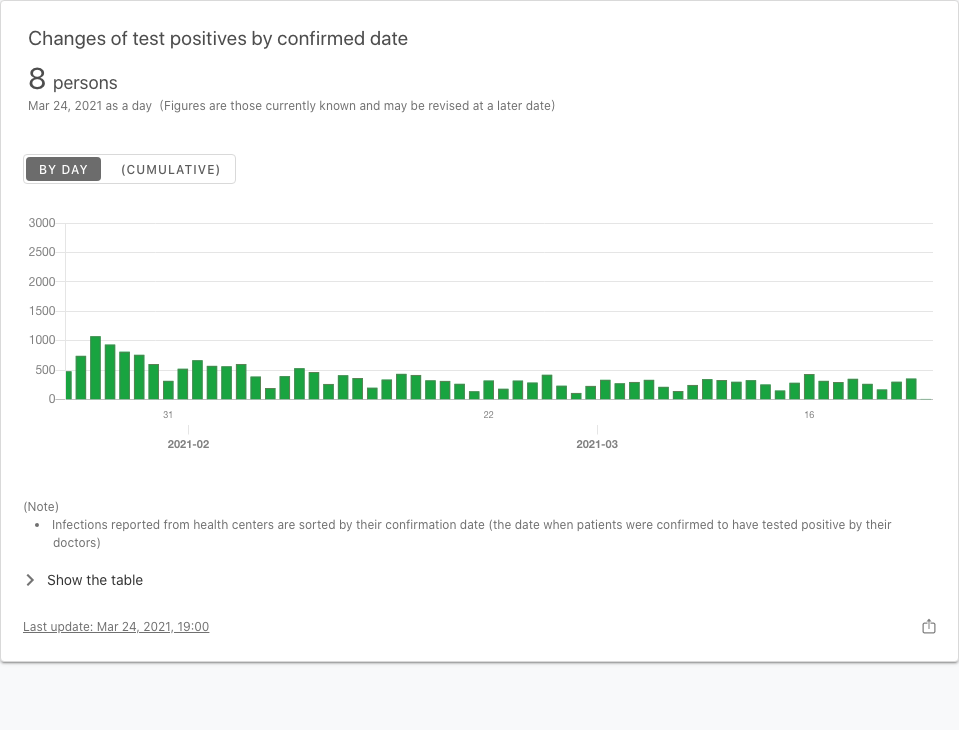 Changes of test positives by confirmed date
8 persons
Mar 24, 2021 as a day (Figures are those currently known and may be revised at a later date)
BY DAY (CUMULATIVE)
3000
2500
2000
1500
1000
500
0
31 22 16
2021-02 2021-03
(Note)
• Infections reported from health centers are sorted by their confirmation date (the date when patients were confirmed to have tested positive by their
doctors)
Show the table
Last update: Mar 24, 2021, 19:00